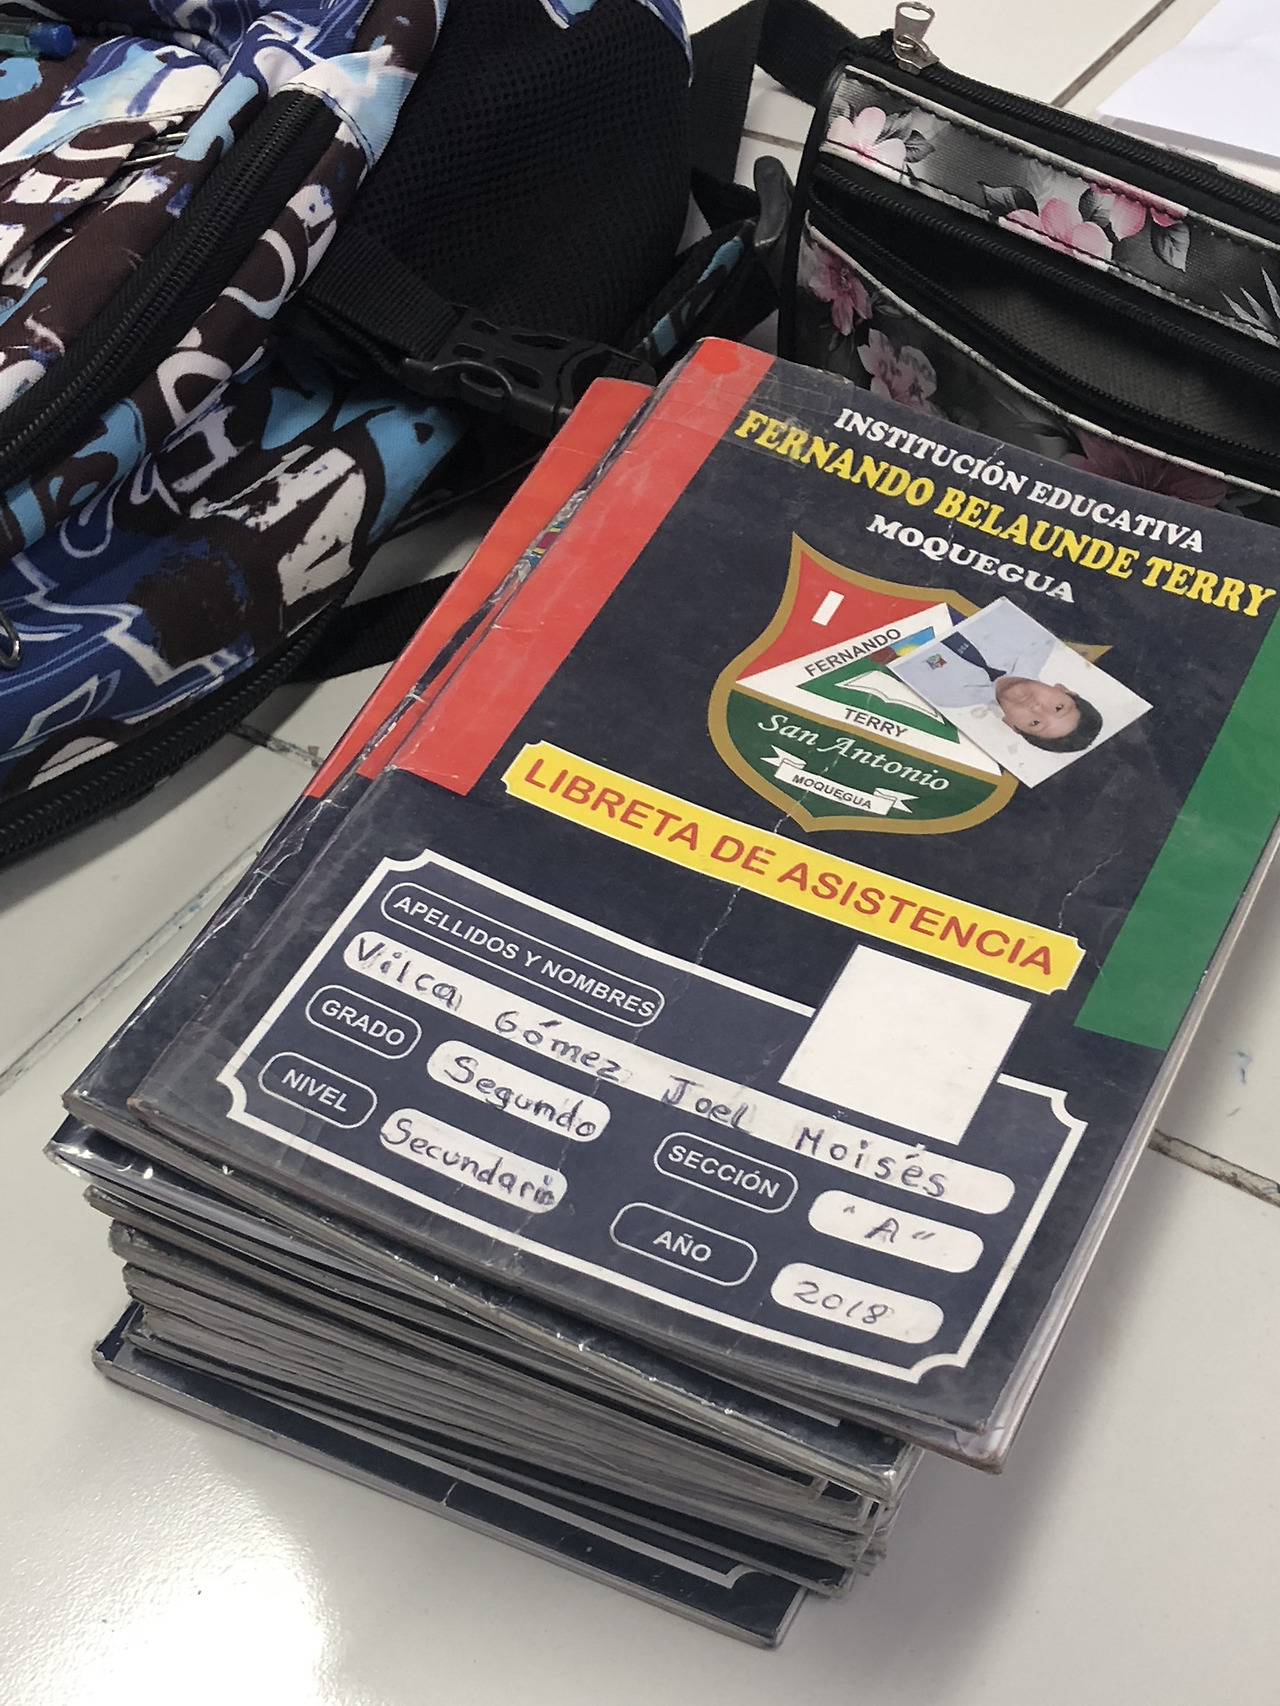 INSTITUCIÓN EDUCATIVA
FERNANDO BELAUNDE TERRY
MOQUEGUA
FERNANDO
TERRY
San Antonio
MOQUEGUA
LIBRETA DE ASISTENCIA
APELLIDOS Y NOMBRES
Vilca Gómez Joel Moisés
GRADO
Segundo
SECCIÓN
"A"
NIVEL
Secundaria
AÑO
2018